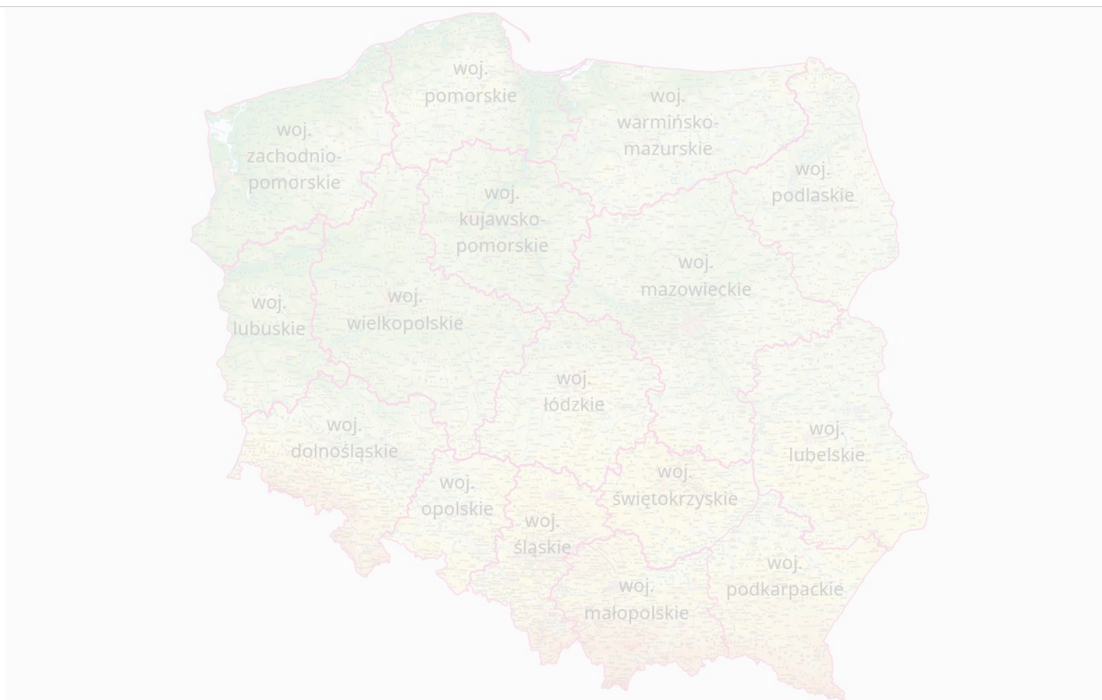 woj.
pomorskie
woj.
warmińsko-
mazurskie
woj.
zachodnio-
pomorskie
woj.
podlaskie
woj.
kujawsko-
pomorskie
woj.
mazowieckie
woj.
wielkopolskie
woj.
lubuskie
woj.
łódzkie
woj.
dolnośląskie
woj.
lubelskie
woj.
świętokrzyskie
woj.
opolskie
woj.
śląskie
woj.
podkarpackie
woj.
małopolskie